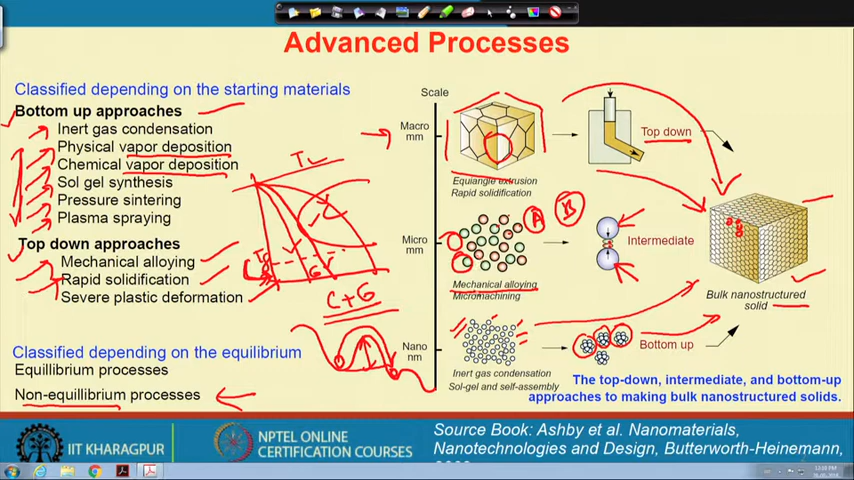 Advanced Processes
Classified depending on the starting materials
Bottom up approaches
Inert gas condensation
Physical vapor deposition
Chemical vapor deposition
Sol gel synthesis
Pressure sintering
Plasma spraying
Top down approaches
Mechanical alloying
Rapid solidification
Severe plastic deformation
Classified depending on the equilibrium
Equillibrium processes
Non-equillibrium processes
TL
C+G
Scale
Macro
mm
Equiangle extrusion
Rapid solidification
Top down
A
B
Micro
mm
Mechanical alloying
Micromachining
Intermediate
Bulk nanostructured
solid
Nano
nm
Inert gas condensation
Sol-gel and self-assembly
Bottom up
The top-down, intermediate, and bottom-up
approaches to making bulk nanostructured solids.
IIT KHARAGPUR
NPTEL ONLINE
CERTIFICATION COURSES
Source Book: Ashby et al. Nanomaterials,
Nanotechnologies and Design, Butterworth-Heinemann,